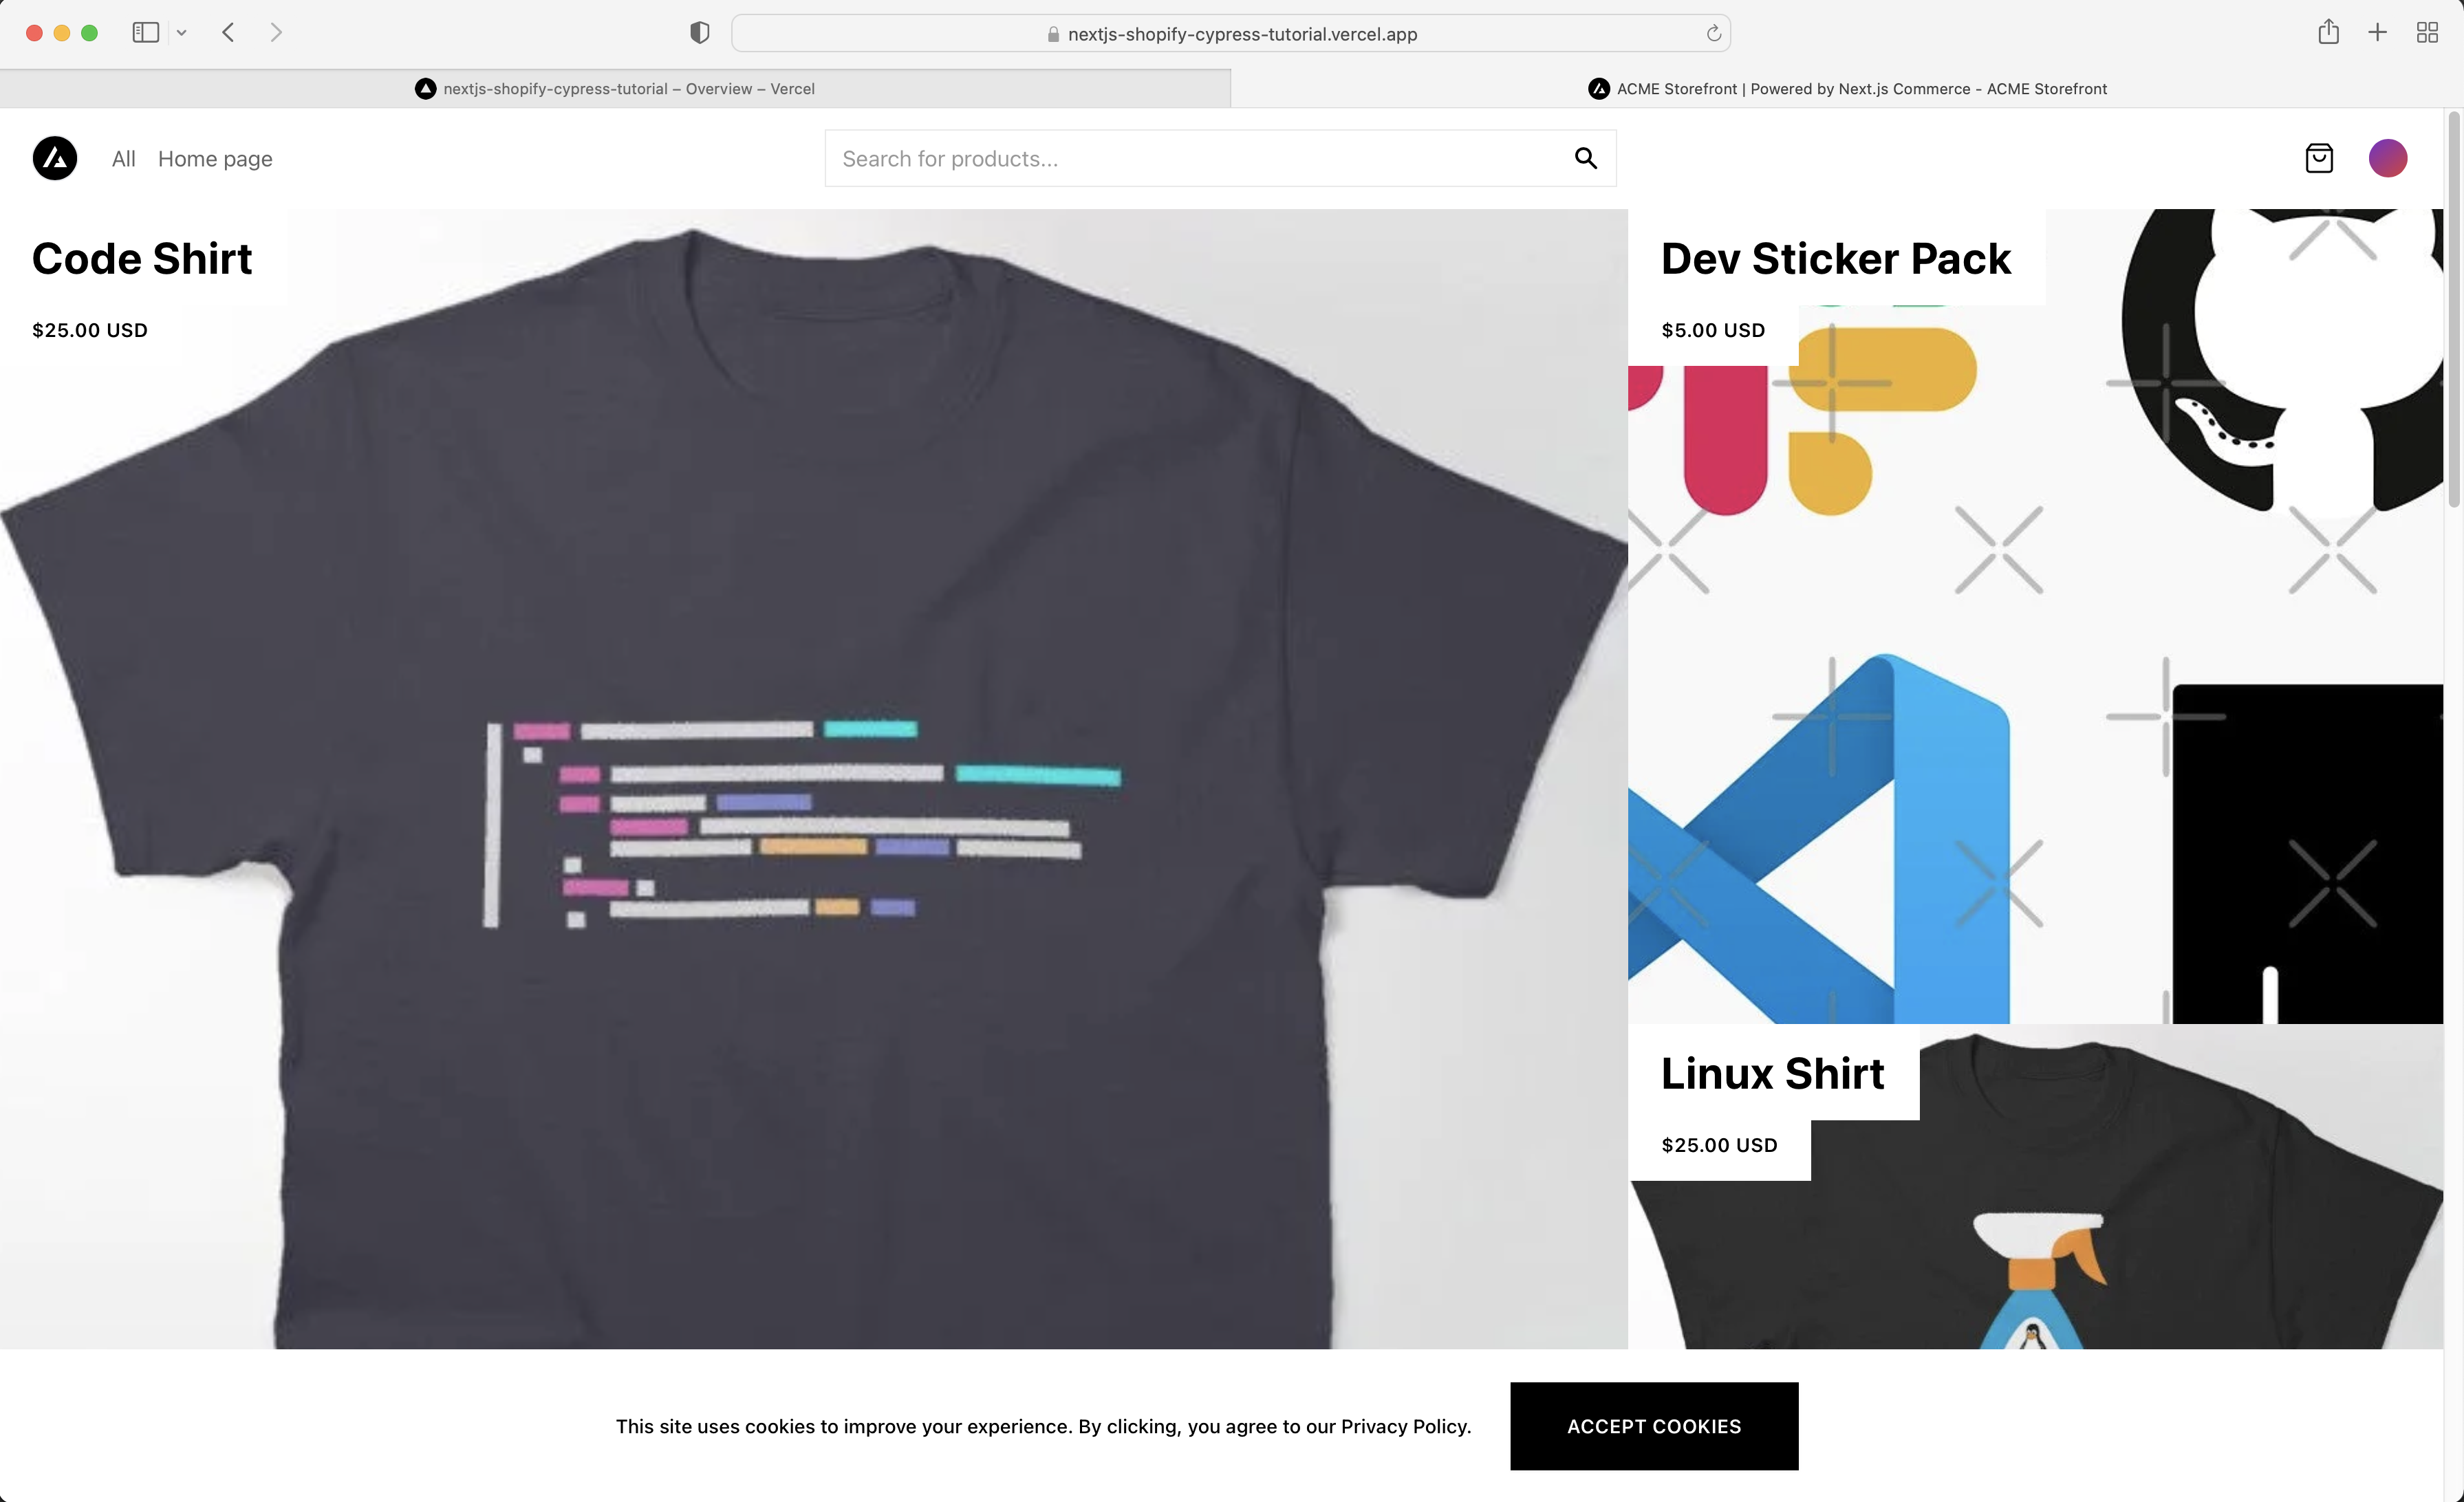 nextjs-shopify-cypress-tutorial.vercel.app
nextjs-shopify-cypress-tutorial – Overview – Vercel
ACME Storefront | Powered by Next.js Commerce - ACME Storefront
All
Home page
Search for products...
Code Shirt
$25.00 USD
Dev Sticker Pack
$5.00 USD
Linux Shirt
$25.00 USD
This site uses cookies to improve your experience. By clicking, you agree to our Privacy Policy.
ACCEPT COOKIES